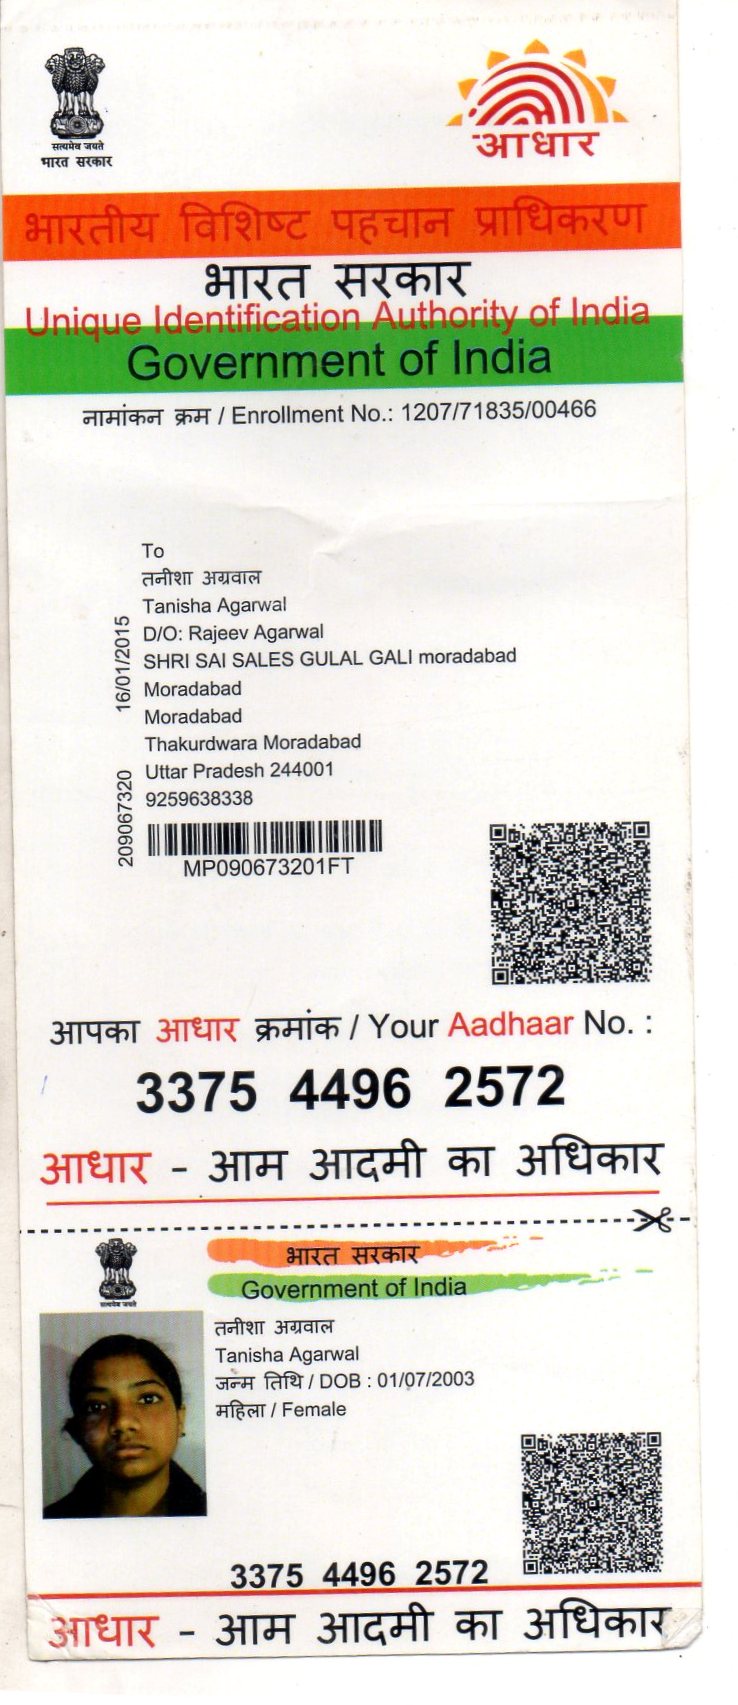 सत्यमेव जयते
भारत सरकार
आधार
भारतीय विशिष्ट पहचान प्राधिकरण
भारत सरकार
Unique Identification Authority of India
Government of India
नामांकन क्रम / Enrollment No.: 1207/71835/00466
To
तनीशा अग्रवाल
Tanisha Agarwal
D/O: Rajeev Agarwal
SHRI SAI SALES GULAL GALI moradabad
Moradabad
Moradabad
Thakurdwara Moradabad
Uttar Pradesh 244001
9259638338
16/01/2015
209067320
MP090673201FT
आपका आधार क्रमांक / Your Aadhaar No. :
3375 4496 2572
आधार - आम आदमी का अधिकार
सत्यमेव जयते
भारत सरकार
Government of India
तनीशा अग्रवाल
Tanisha Agarwal
जन्म तिथि / DOB : 01/07/2003
महिला / Female
3375 4496 2572
आधार - आम आदमी का अधिकार